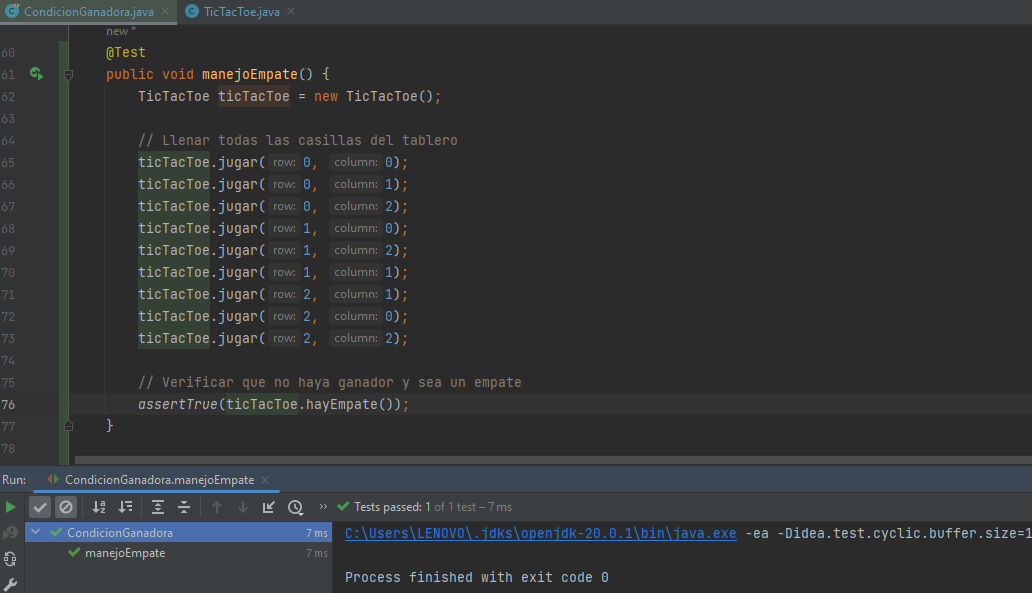 CondicionGanadora.java × TicTacToe.java ×
new *
60 @Test
61 public void manejoEmpate() {
62 TicTacToe ticTacToe = new TicTacToe();
63
64 // Llenar todas las casillas del tablero
65 ticTacToe.jugar( row: 0, column: 0);
66 ticTacToe.jugar( row: 0, column: 1);
67 ticTacToe.jugar( row: 0, column: 2);
68 ticTacToe.jugar( row: 1, column: 0);
69 ticTacToe.jugar( row: 1, column: 2);
70 ticTacToe.jugar( row: 1, column: 1);
71 ticTacToe.jugar( row: 2, column: 1);
72 ticTacToe.jugar( row: 2, column: 0);
73 ticTacToe.jugar( row: 2, column: 2);
74
75 // Verificar que no haya ganador y sea un empate
76 assertTrue(ticTacToe.hayEmpate());
77 }
78
Run: CondicionGanadora.manejoEmpate ×
» Tests passed: 1 of 1 test – 7 ms
CondicionGanadora 7 ms
manejoEmpate 7 ms
C:\Users\LENOVO\.jdks\openjdk-20.0.1\bin\java.exe -ea -Didea.test.cyclic.buffer.size=1
Process finished with exit code 0